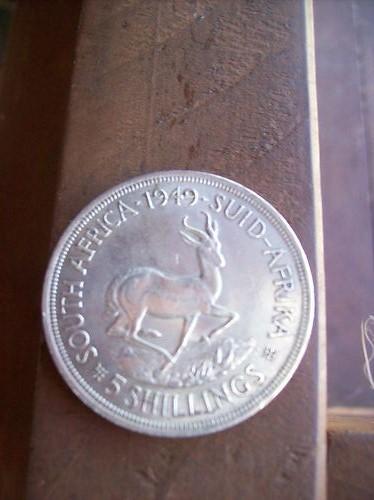 SOUTH AFRICA · 1949 · SUID-AFRIKA
5 SHILLINGS